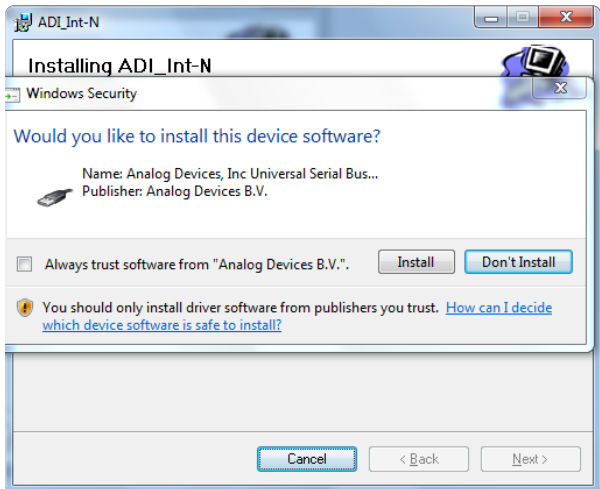 ADI_Int-N
Installing ADI_Int-N
Windows Security
Would you like to install this device software?
Name: Analog Devices, Inc Universal Serial Bus...
Publisher: Analog Devices B.V.
Always trust software from "Analog Devices B.V.".
Install
Don't Install
You should only install driver software from publishers you trust. How can I decide
which device software is safe to install?
Cancel
< Back
Next >